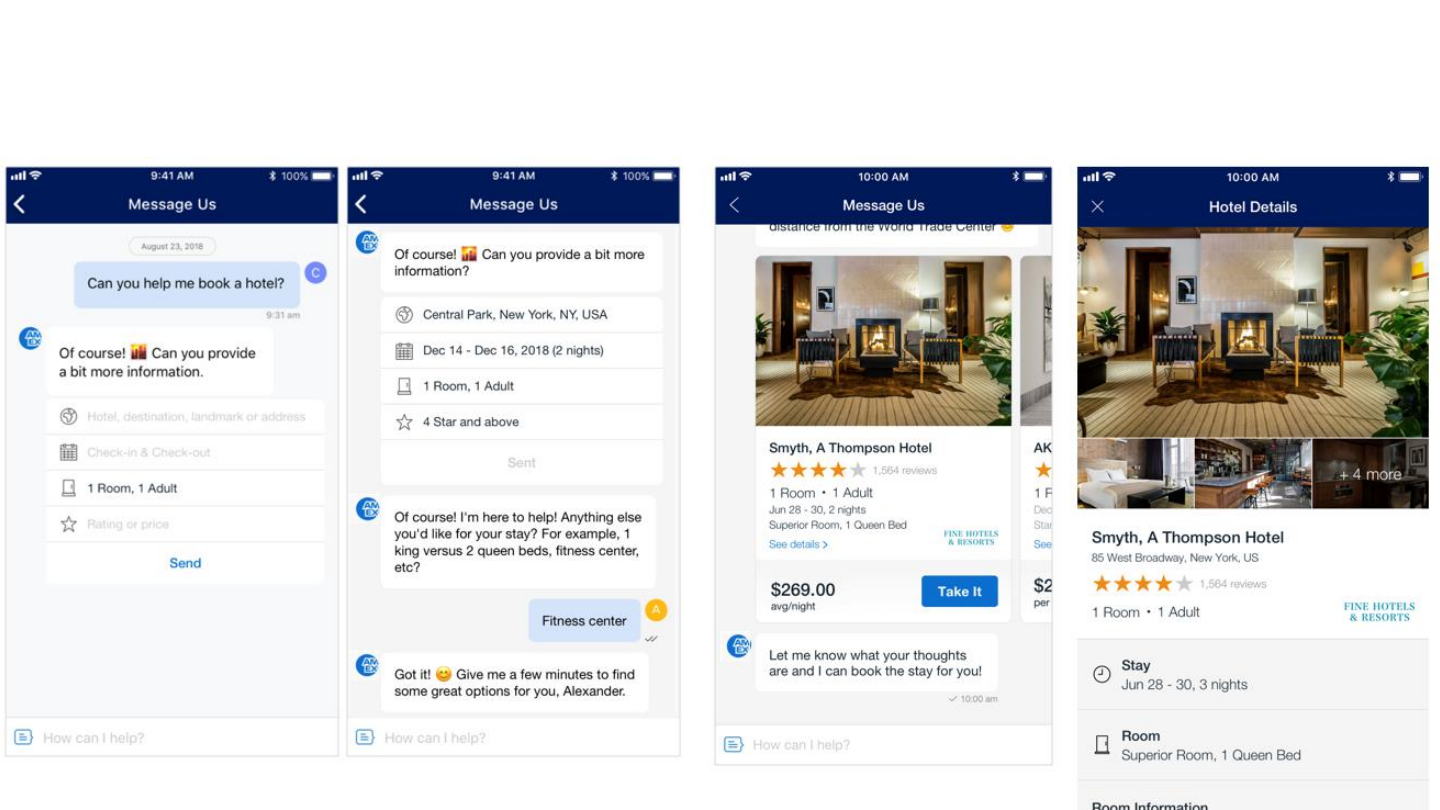 9:41 AM
100%
Message Us
August 23, 2018
Can you help me book a hotel?
C
9:31 am
AM
EX
Of course! 🌇 Can you provide
a bit more information.
Hotel, destination, landmark or address
Check-in & Check-out
1 Room, 1 Adult
Rating or price
Send
How can I help?
9:41 AM
100%
Message Us
AM
EX
Of course! 🌇 Can you provide a bit more
information?
Central Park, New York, NY, USA
Dec 14 - Dec 16, 2018 (2 nights)
1 Room, 1 Adult
4 Star and above
Sent
AM
EX
Of course! I'm here to help! Anything else
you'd like for your stay? For example, 1
king versus 2 queen beds, fitness center,
etc?
Fitness center
A
AM
EX
Got it! 😊 Give me a few minutes to find
some great options for you, Alexander.
How can I help?
10:00 AM
Message Us
distance from the World Trade Center
Smyth, A Thompson Hotel
1,564 reviews
1 Room • 1 Adult
Jun 28 - 30, 2 nights
Superior Room, 1 Queen Bed
See details >
FINE HOTELS
& RESORTS
$269.00
avg/night
Take It
AK
1 F
Dec
Star
See
$2
per
AM
EX
Let me know what your thoughts
are and I can book the stay for you!
10:00 am
How can I help?
10:00 AM
Hotel Details
+ 4 more
Smyth, A Thompson Hotel
85 West Broadway, New York, US
1,564 reviews
1 Room • 1 Adult
FINE HOTELS
& RESORTS
Stay
Jun 28 - 30, 3 nights
Room
Superior Room, 1 Queen Bed
Room Information